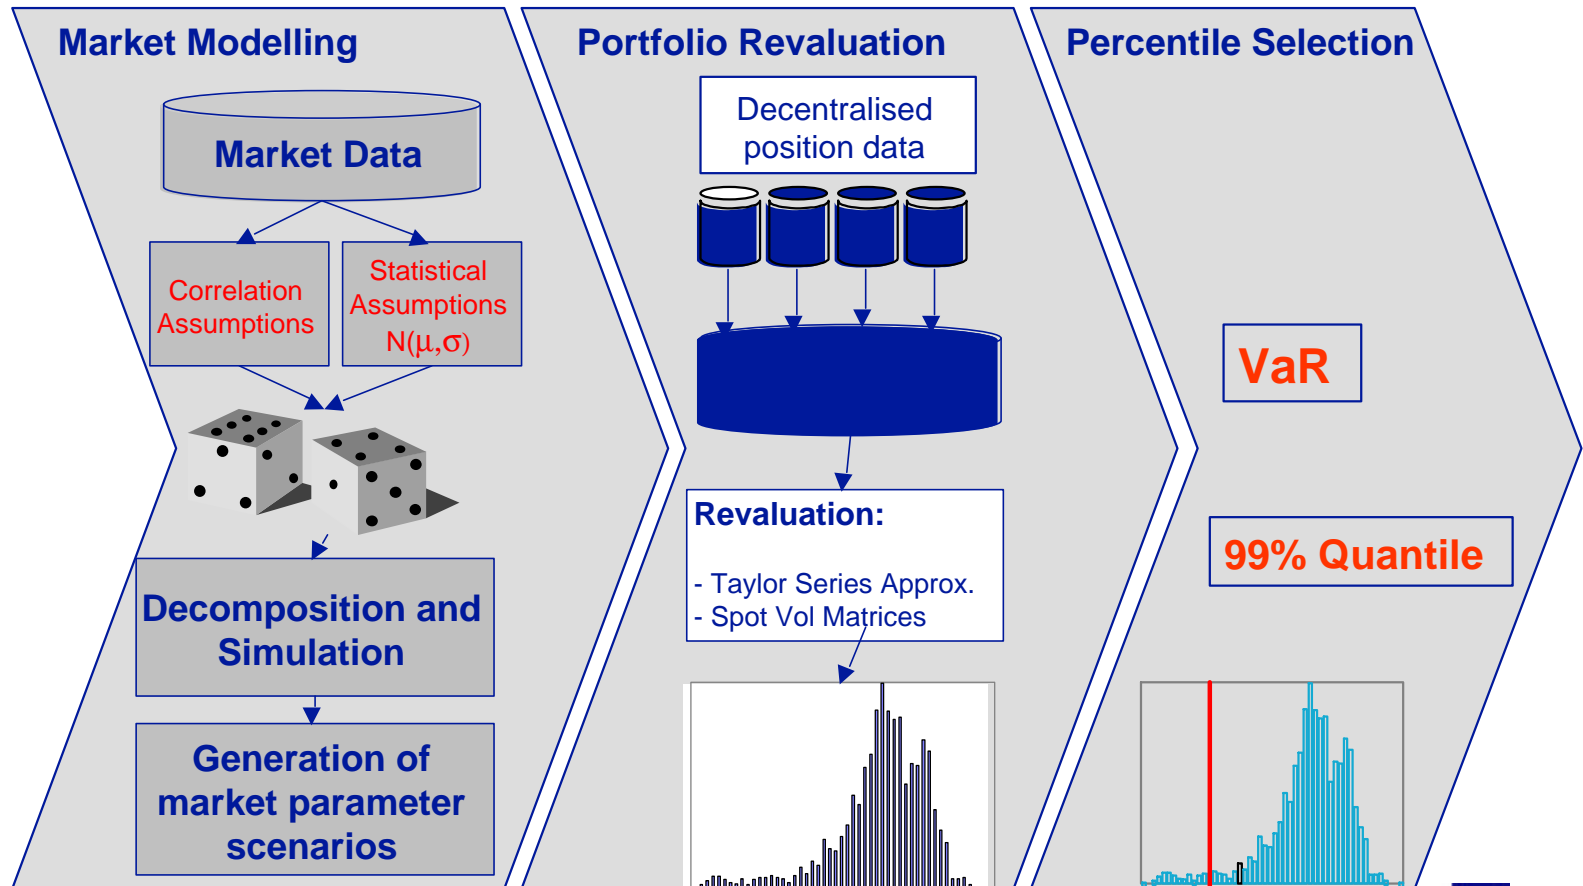 Market Modelling
Market Data
Correlation
Assumptions
Statistical
Assumptions
N(μ,σ)
Decomposition and
Simulation
Generation of
market parameter
scenarios
Portfolio Revaluation
Decentralised
position data
Revaluation:
- Taylor Series Approx.
- Spot Vol Matrices
Percentile Selection
VaR
99% Quantile